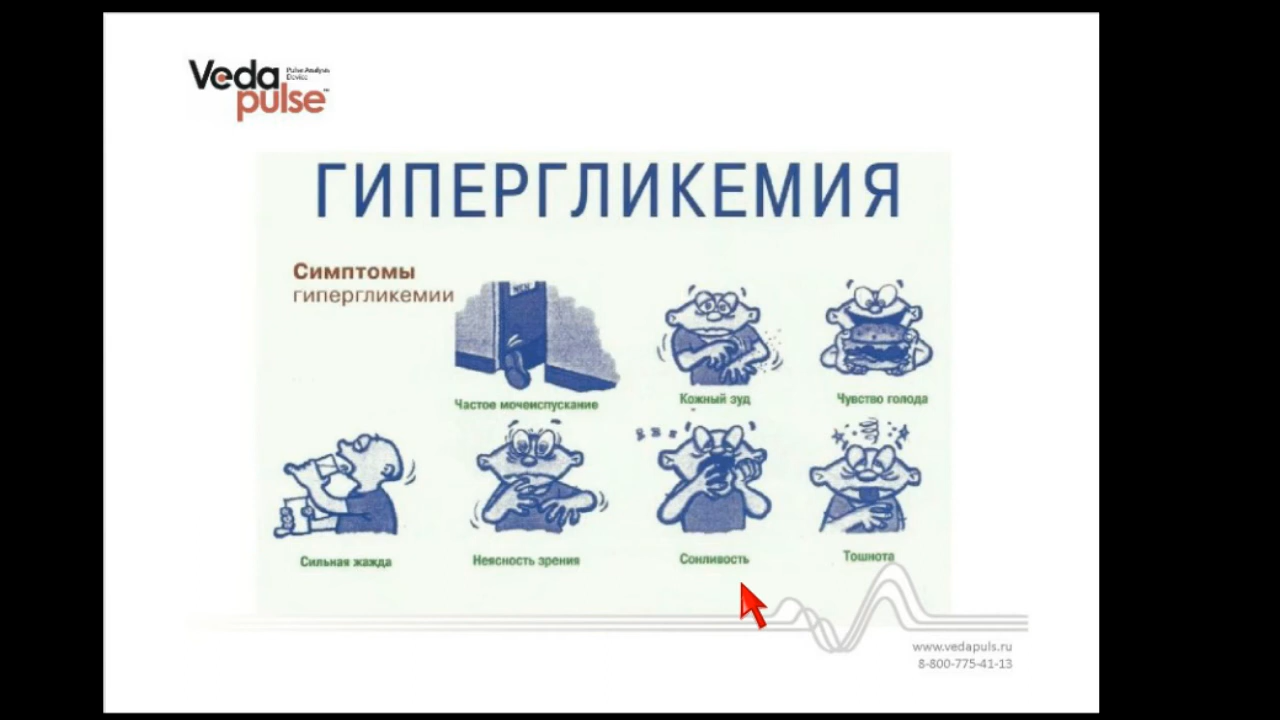 Veda
Pulse Analysis
Device
pulse
ГИПЕРГЛИКЕМИЯ
Симптомы
гипергликемии
Частое мочеиспускание
Кожный зуд
Чувство голода
Сильная жажда
Неясность зрения
Сонливость
Тошнота
www.vedapuls.ru
8-800-775-41-13